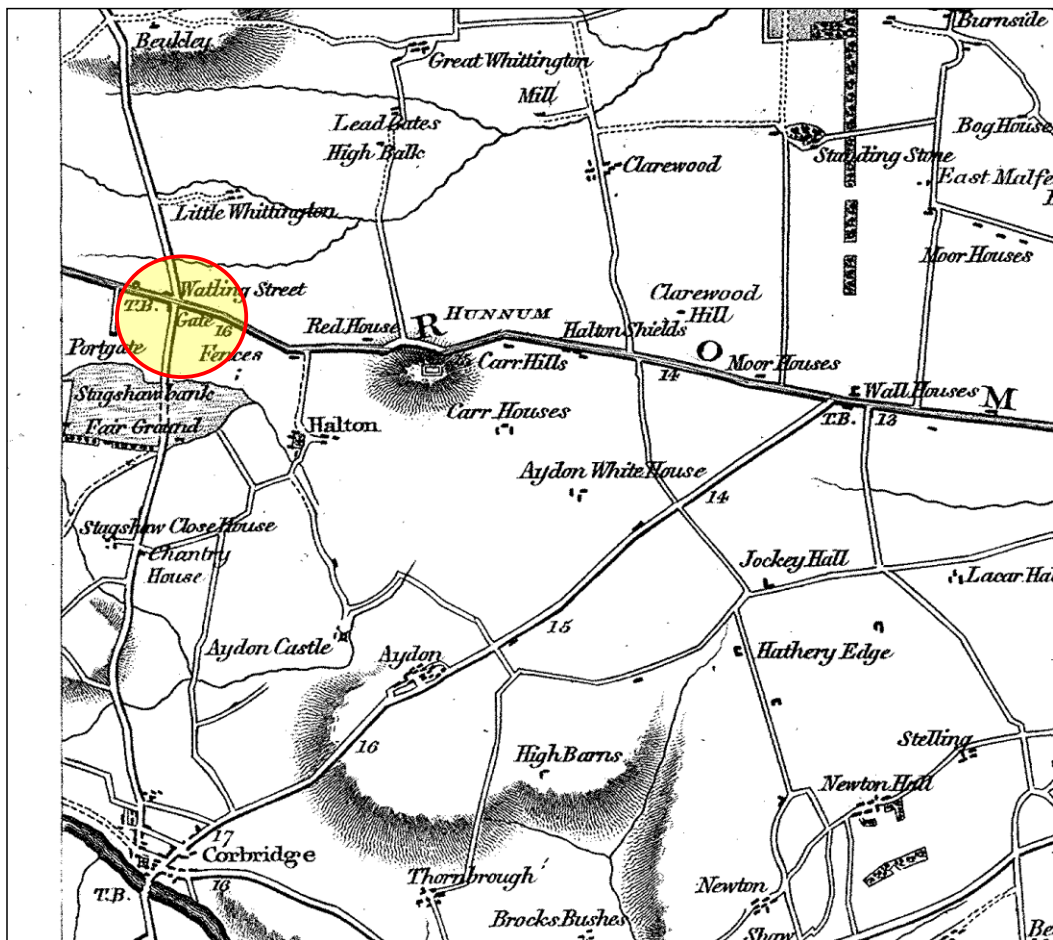 Beukley
Great Whittington
Burnside
Mill
Lead Gates
High Balk
Clarewood
Standing Stone
Bog House
East Malfe
Little Whittington
Moor Houses
Watling Street
T.B.
Gate 16
Portgate
Fences
Red House
R
HUNNUM
Clarewood
Hill
Halton Shields
Carr Hills
14
O
Moor Houses
Wall Houses
M
T.B.
13
Stagshaw bank
Fair Ground
Halton
Carr Houses
Aydon White House
14
Stagshaw Close House
Chantry
House
Jockey Hall
Lacar Hal
15
Aydon Castle
Aydon
Hathery Edge
16
High Barns
Stelling
Newton Hall
17
Corbridge
18
T.B.
Thornbrough
Newton
Brocks Bushes
Shaw
Be